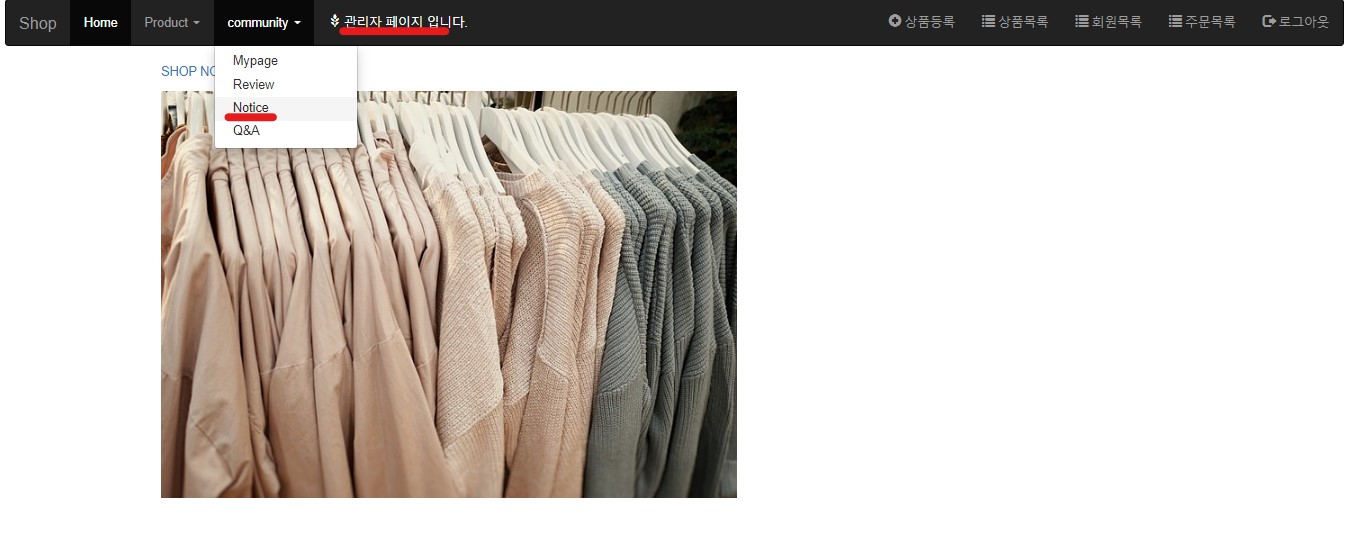 Shop Home Product community 관리자 페이지 입니다. 상품등록 상품목록 회원목록 주문목록 로그아웃
SHOP NO
Mypage
Review
Notice
Q&A